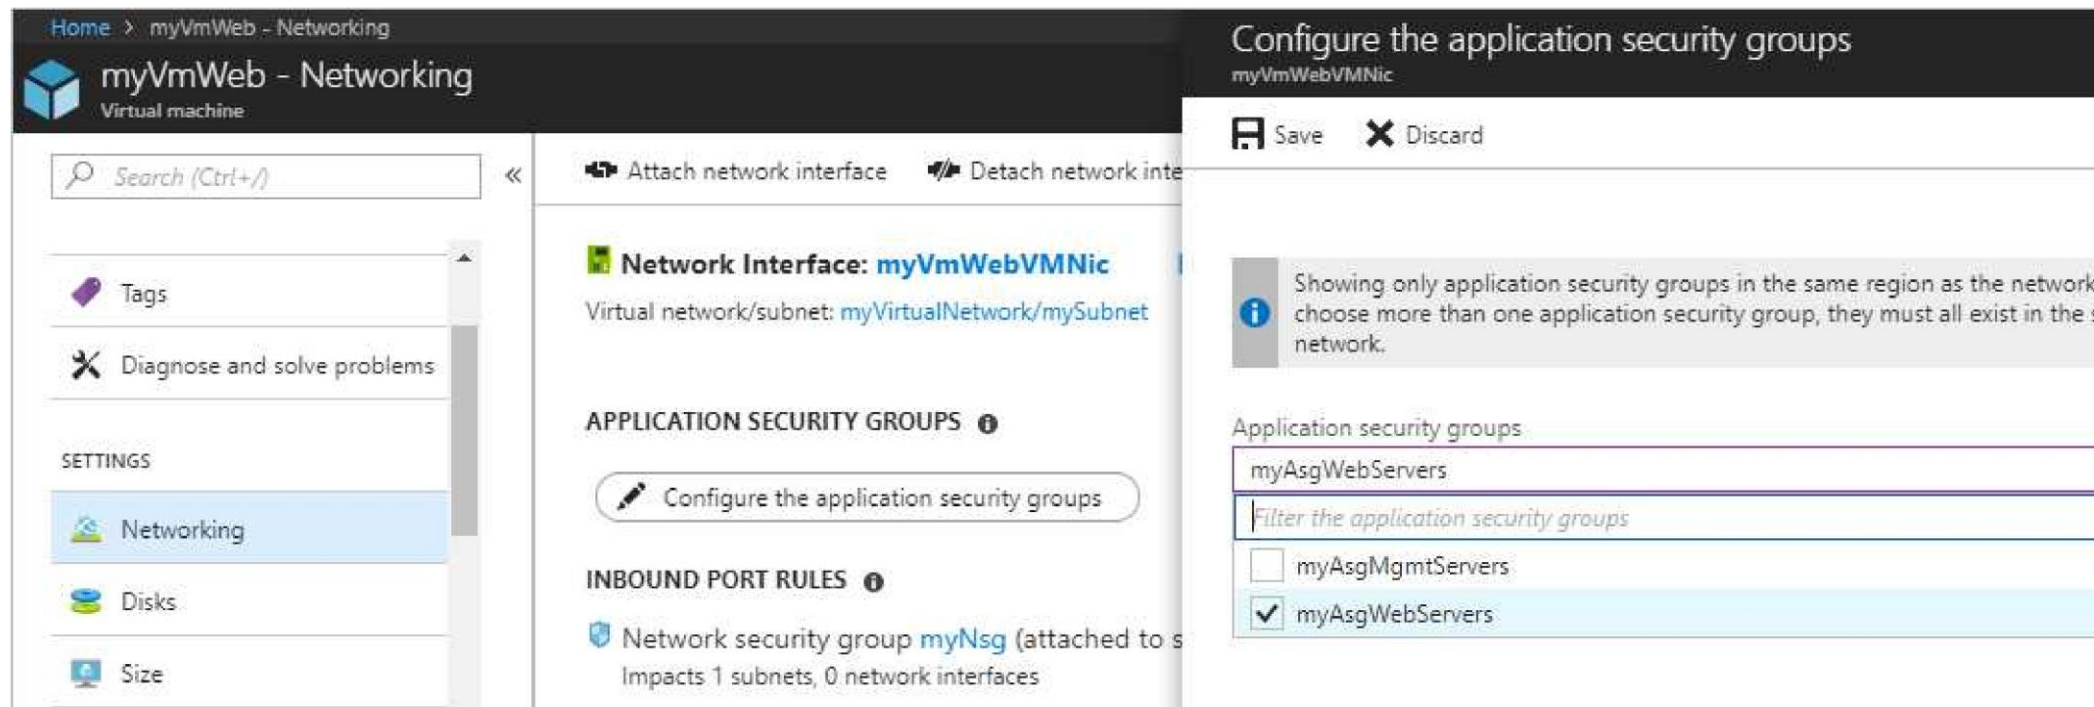 Home > myVmWeb - Networking
myVmWeb - Networking
Virtual machine
Search (Ctrl+/)
«
Tags
Diagnose and solve problems
SETTINGS
Networking
Disks
Size
Attach network interface
Detach network inte
Network Interface: myVmWebVMNic
Virtual network/subnet: myVirtualNetwork/mySubnet
APPLICATION SECURITY GROUPS
Configure the application security groups
INBOUND PORT RULES
Network security group myNsg (attached to s
Impacts 1 subnets, 0 network interfaces
Configure the application security groups
myVmWebVMNic
Save
Discard
Showing only application security groups in the same region as the network
choose more than one application security group, they must all exist in the s
network.
Application security groups
myAsgWebServers
Filter the application security groups
myAsgMgmtServers
myAsgWebServers